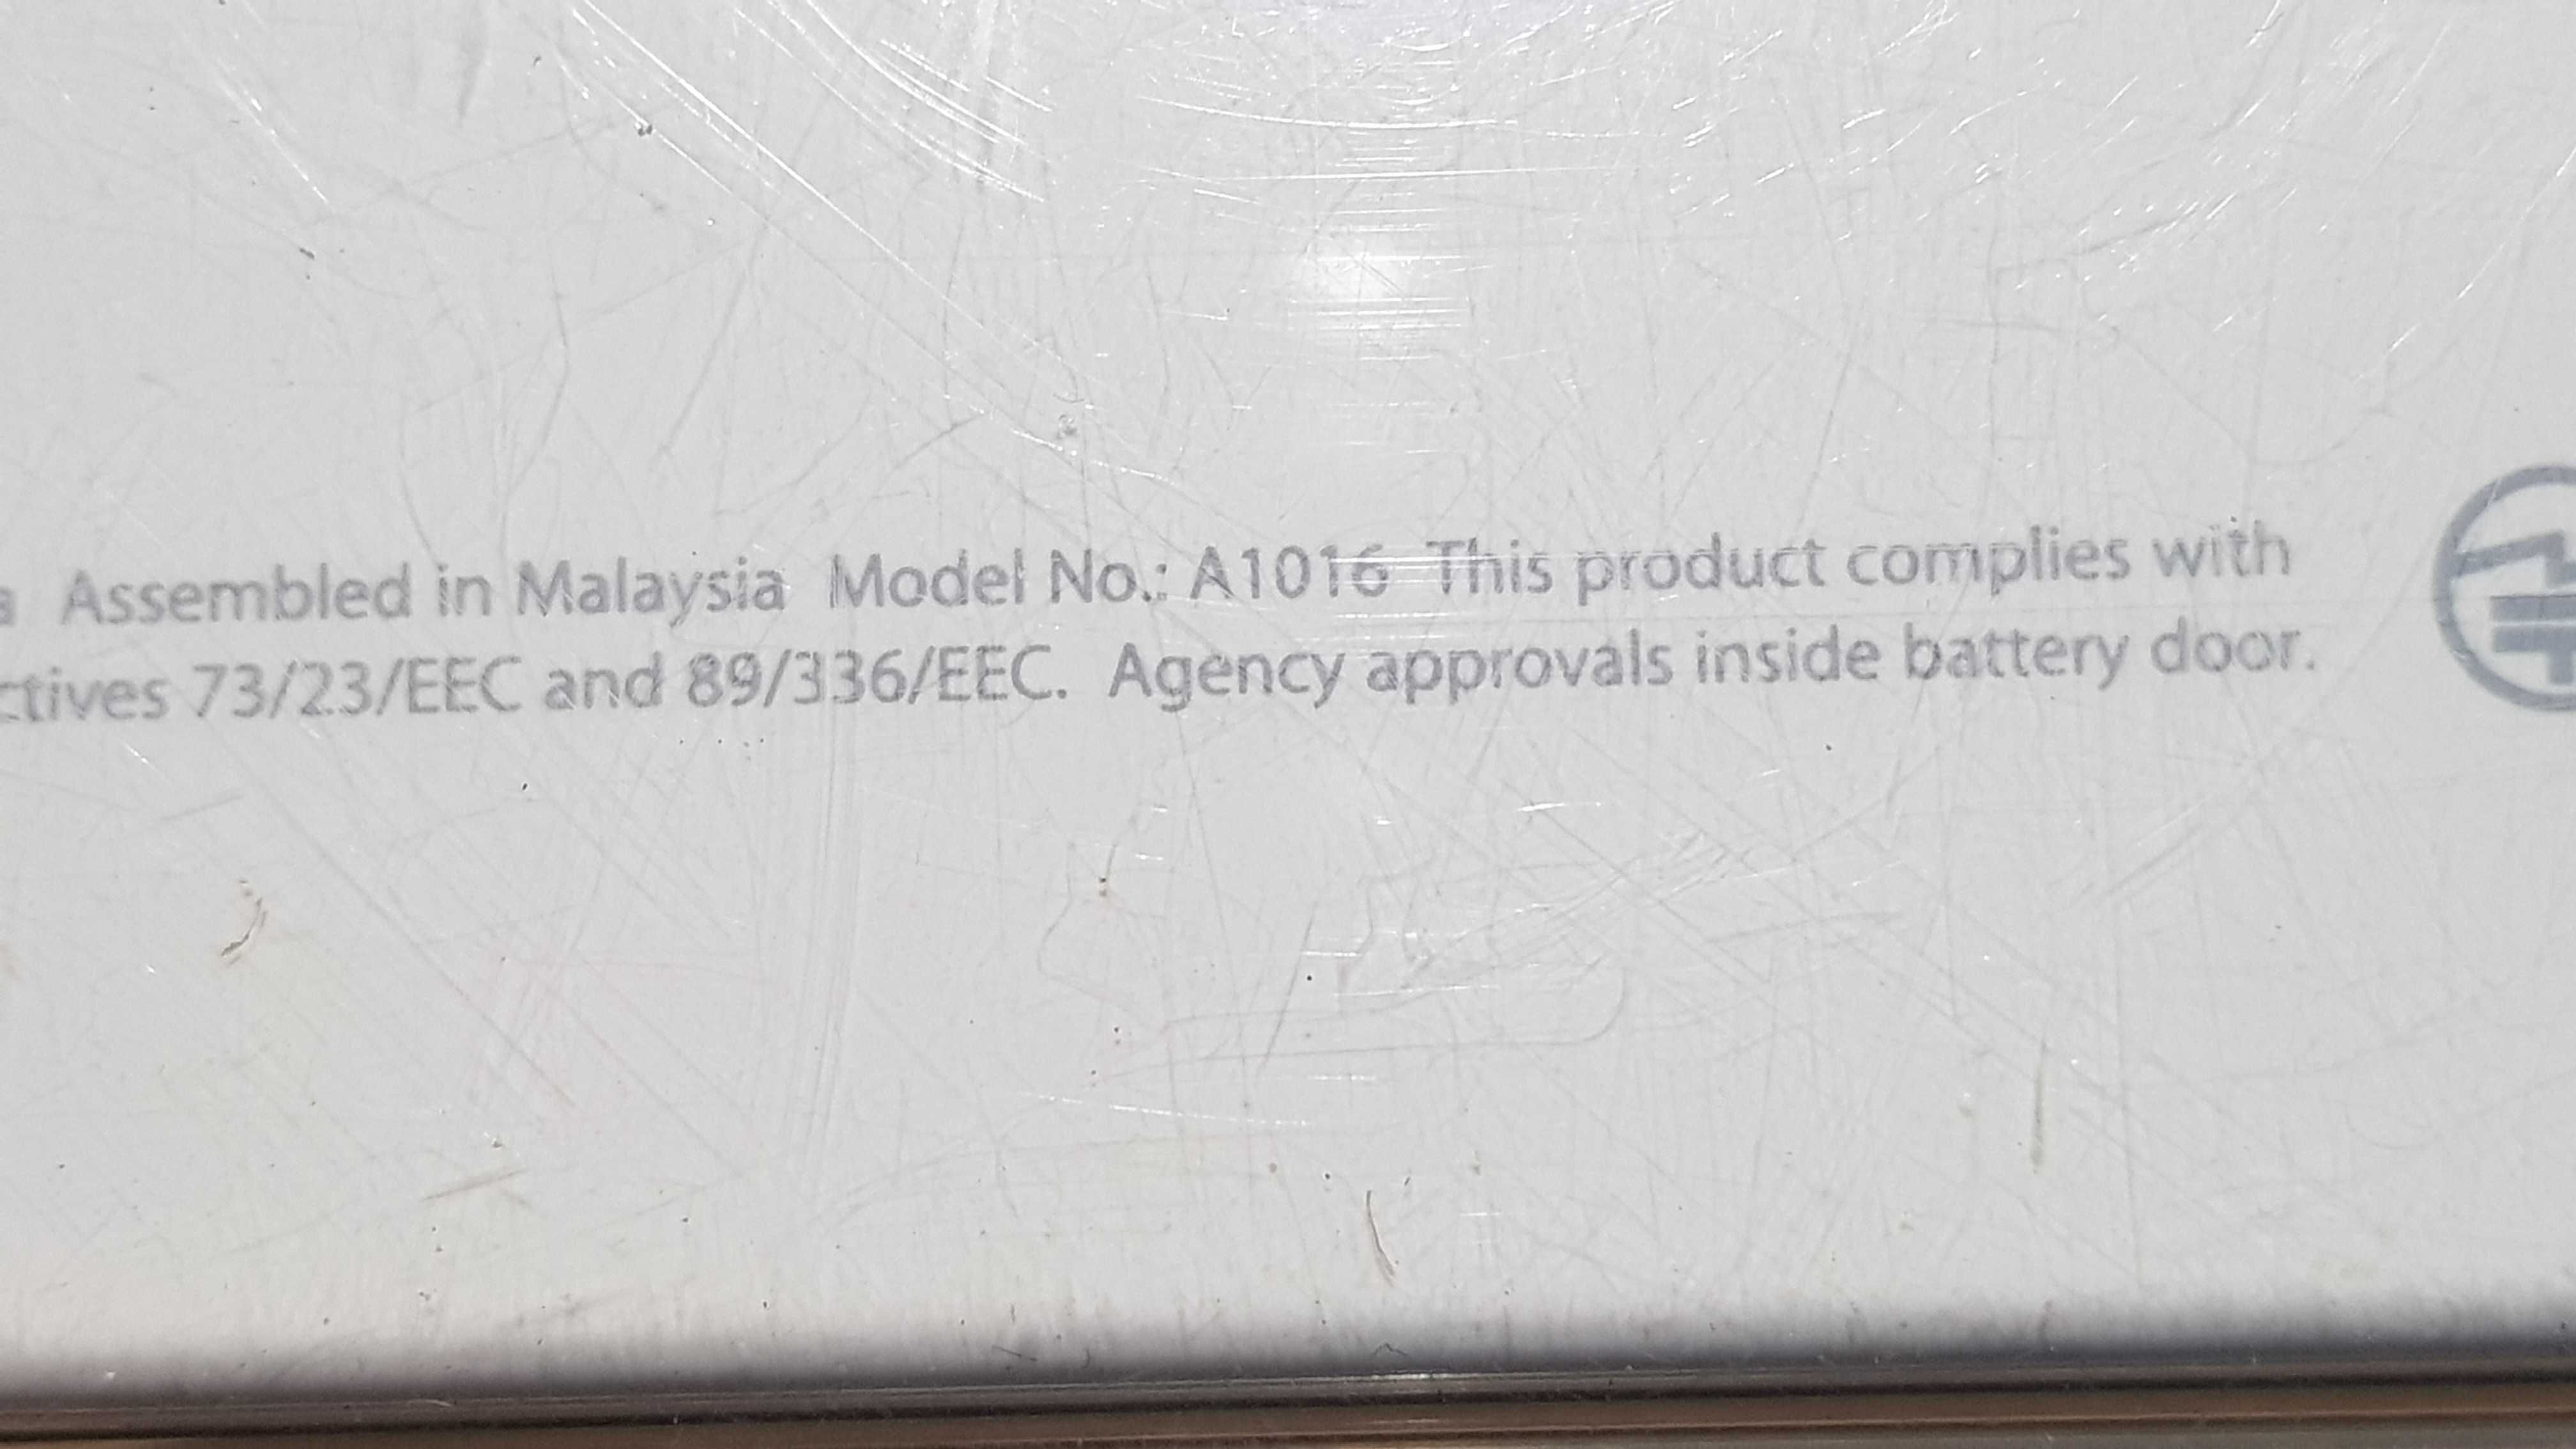 a Assembled in Malaysia Model No.: A1016 This product complies with
ctives 73/23/EEC and 89/336/EEC. Agency approvals inside battery door.